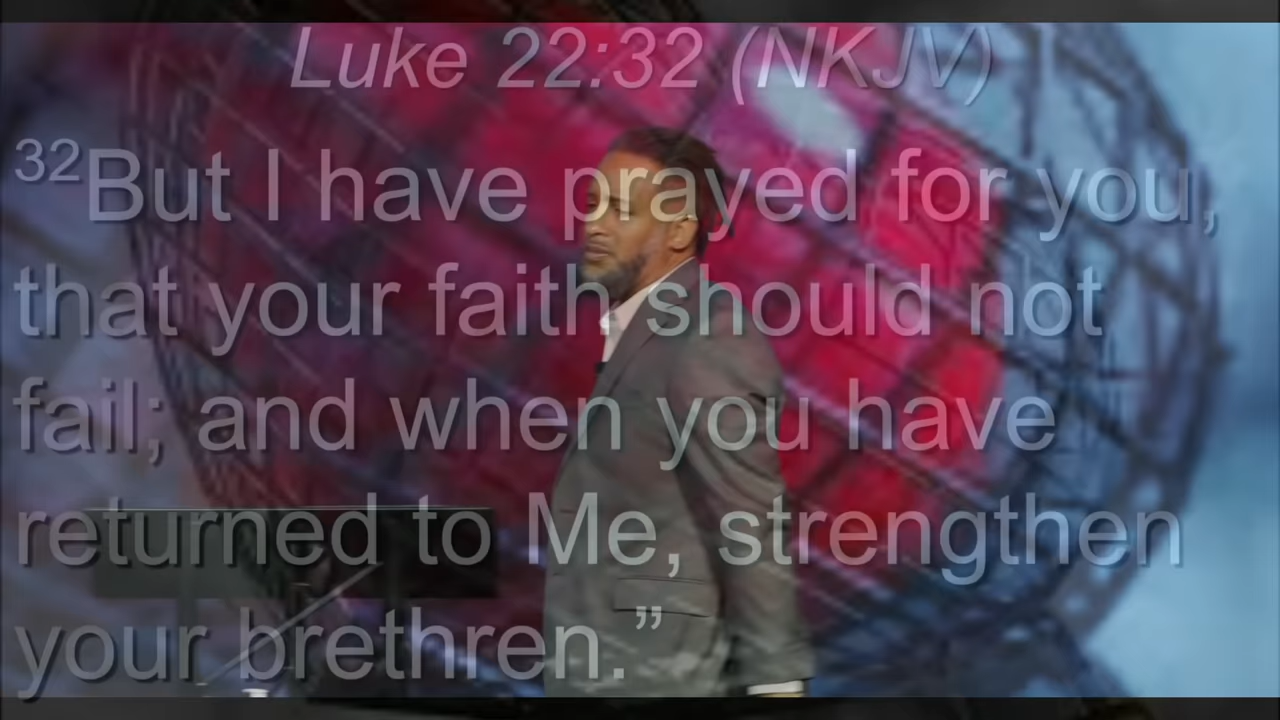 Luke 22:32 (NKJV)
32But I have prayed for you,
that your faith should not
fail; and when you have
returned to Me, strengthen
your brethren.”